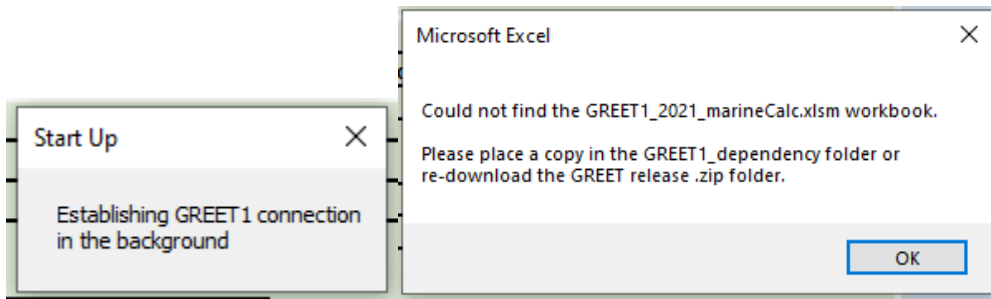 Start Up
Establishing GREET1 connection
in the background
Microsoft Excel
Could not find the GREET1_2021_marineCalc.xlsm workbook.
Please place a copy in the GREET1_dependency folder or
re-download the GREET release .zip folder.
OK